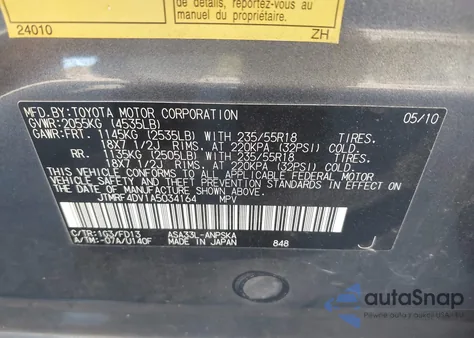 de détails, reportez-vous au
de propriétaire.
24010 ZH
MFD.BY:TOYOTA MOTOR CORPORATION 05/10
GVWR:2055KG (4535LB)
GAWR:FRT. 1145KG (2535LB) WITH 235/55R18 TIRES.
18X7 1/2J RIMS, AT 220KPA (32PSI) COLD.
RR. 1135KG (2505LB) WITH 235/55R18 TIRES.
18X7 1/2J RIMS, AT 220KPA (32PSI) COLD.
THIS VEHICLE CONFORMS TO ALL APPLICABLE FEDERAL MOTOR
VEHICLE SAFETY AND THEFT PREVENTION STANDARDS IN
EFFECT ON THE DATE OF MANUFACTURE SHOWN ABOVE.
JTMRF4DV1A5034164 MPV
C/TR:1G3/FD13 ASA33L-ANPSKA
A/TM:-07A/U140F MADE IN JAPAN 848
autoSnap